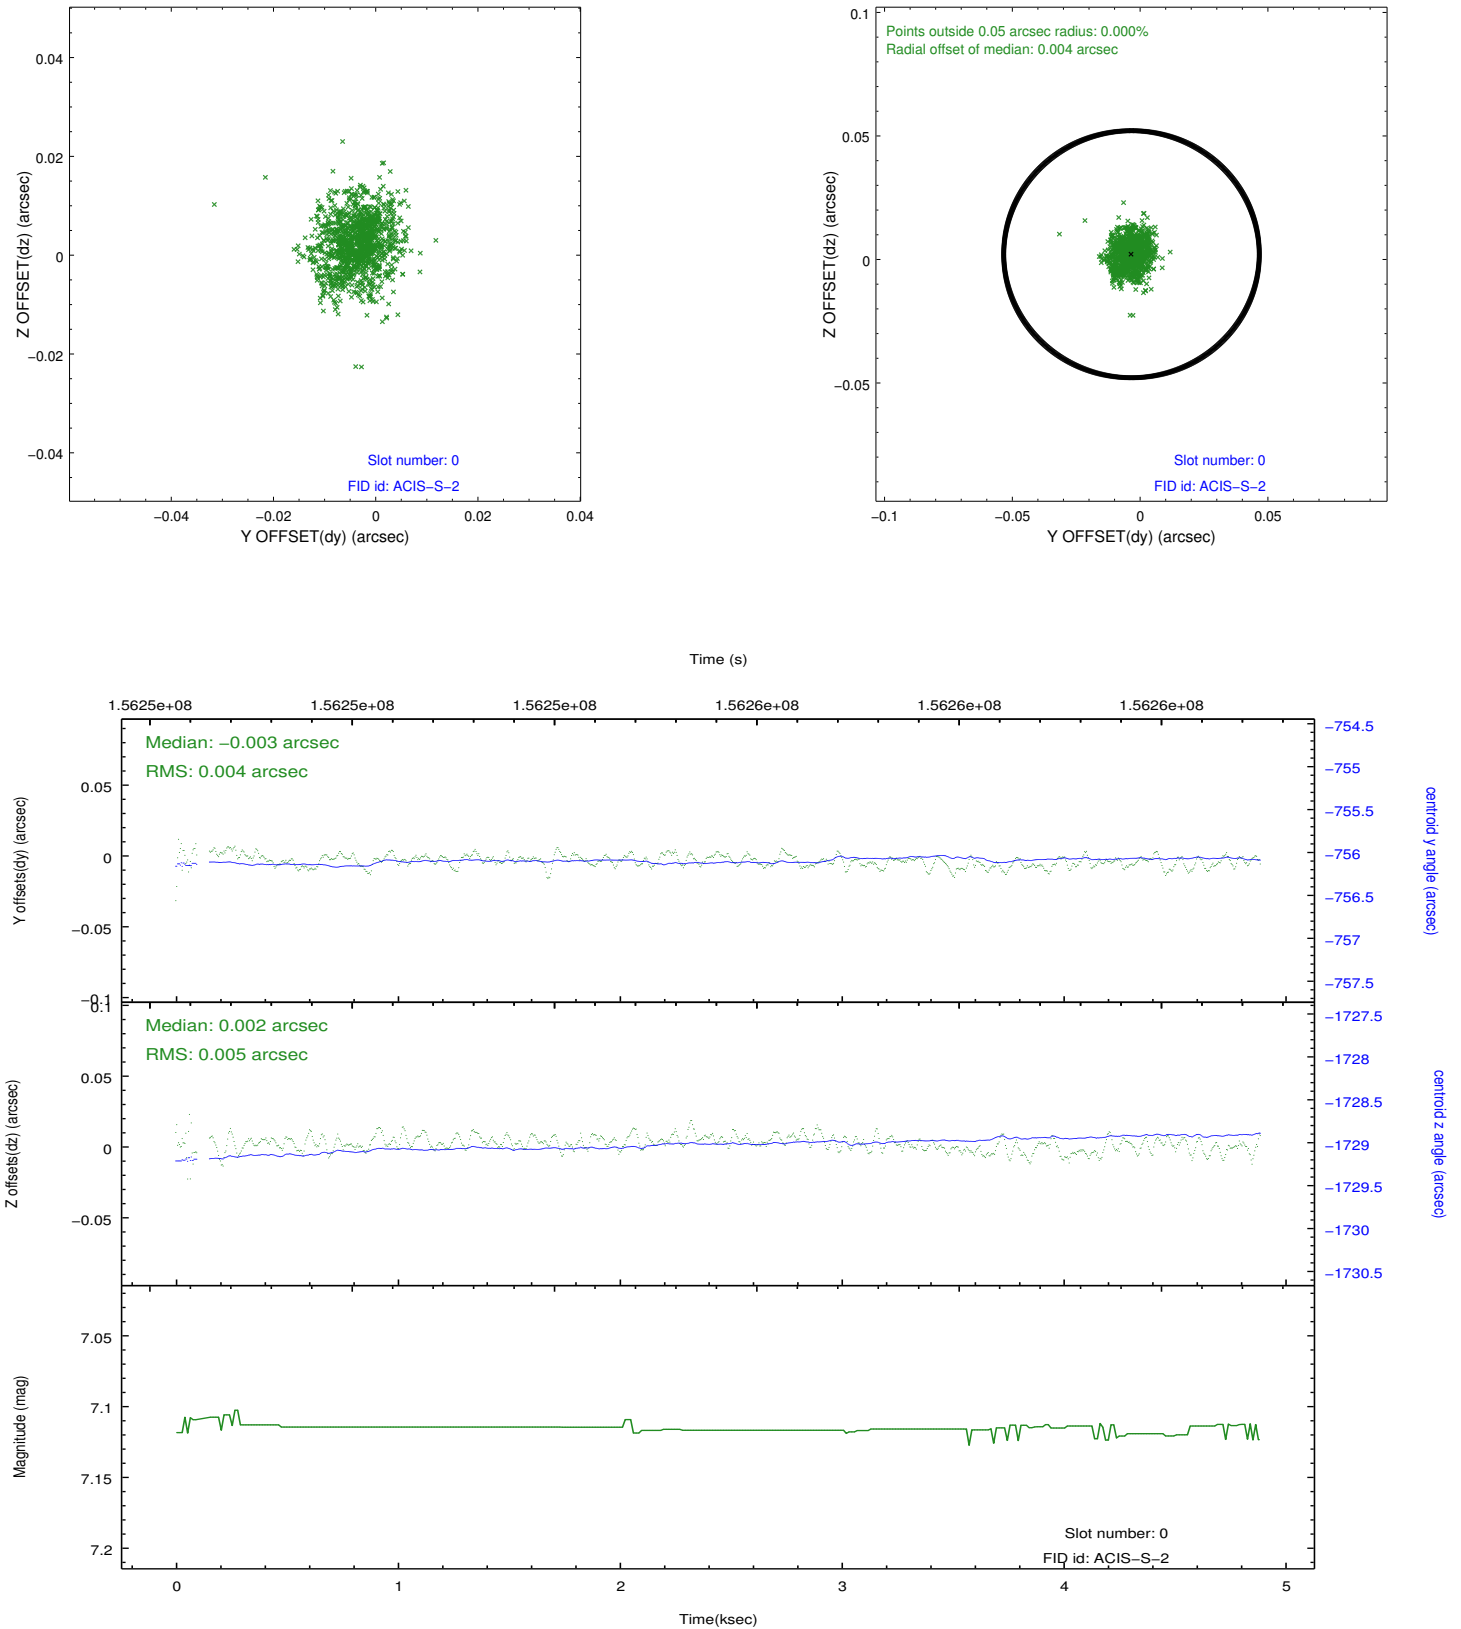 0.04
0.02
0
−0.02
−0.04
Z OFFSET(dz) (arcsec)
Slot number: 0
FID id: ACIS−S−2
−0.04
−0.02
0
0.02
0.04
Y OFFSET(dy) (arcsec)
0.1
0.05
0
−0.05
Z OFFSET(dz) (arcsec)
Points outside 0.05 arcsec radius: 0.000%
Radial offset of median: 0.004 arcsec
Slot number: 0
FID id: ACIS−S−2
−0.1
−0.05
0
0.05
Y OFFSET(dy) (arcsec)
Time (s)
1.5625e+08
1.5625e+08
1.5625e+08
1.5626e+08
1.5626e+08
1.5626e+08
Median: −0.003 arcsec
RMS: 0.004 arcsec
0.05
0
−0.05
−0.1
Y offsets(dy) (arcsec)
−754.5
−755
−755.5
−756
−756.5
−757
−757.5
centroid y angle (arcsec)
Median: 0.002 arcsec
RMS: 0.005 arcsec
0.1
0.05
0
−0.05
Z offsets(dz) (arcsec)
−1727.5
−1728
−1728.5
−1729
−1729.5
−1730
−1730.5
centroid z angle (arcsec)
7.05
7.1
7.15
7.2
Magnitude (mag)
Slot number: 0
FID id: ACIS−S−2
0
1
2
3
4
5
Time(ksec)